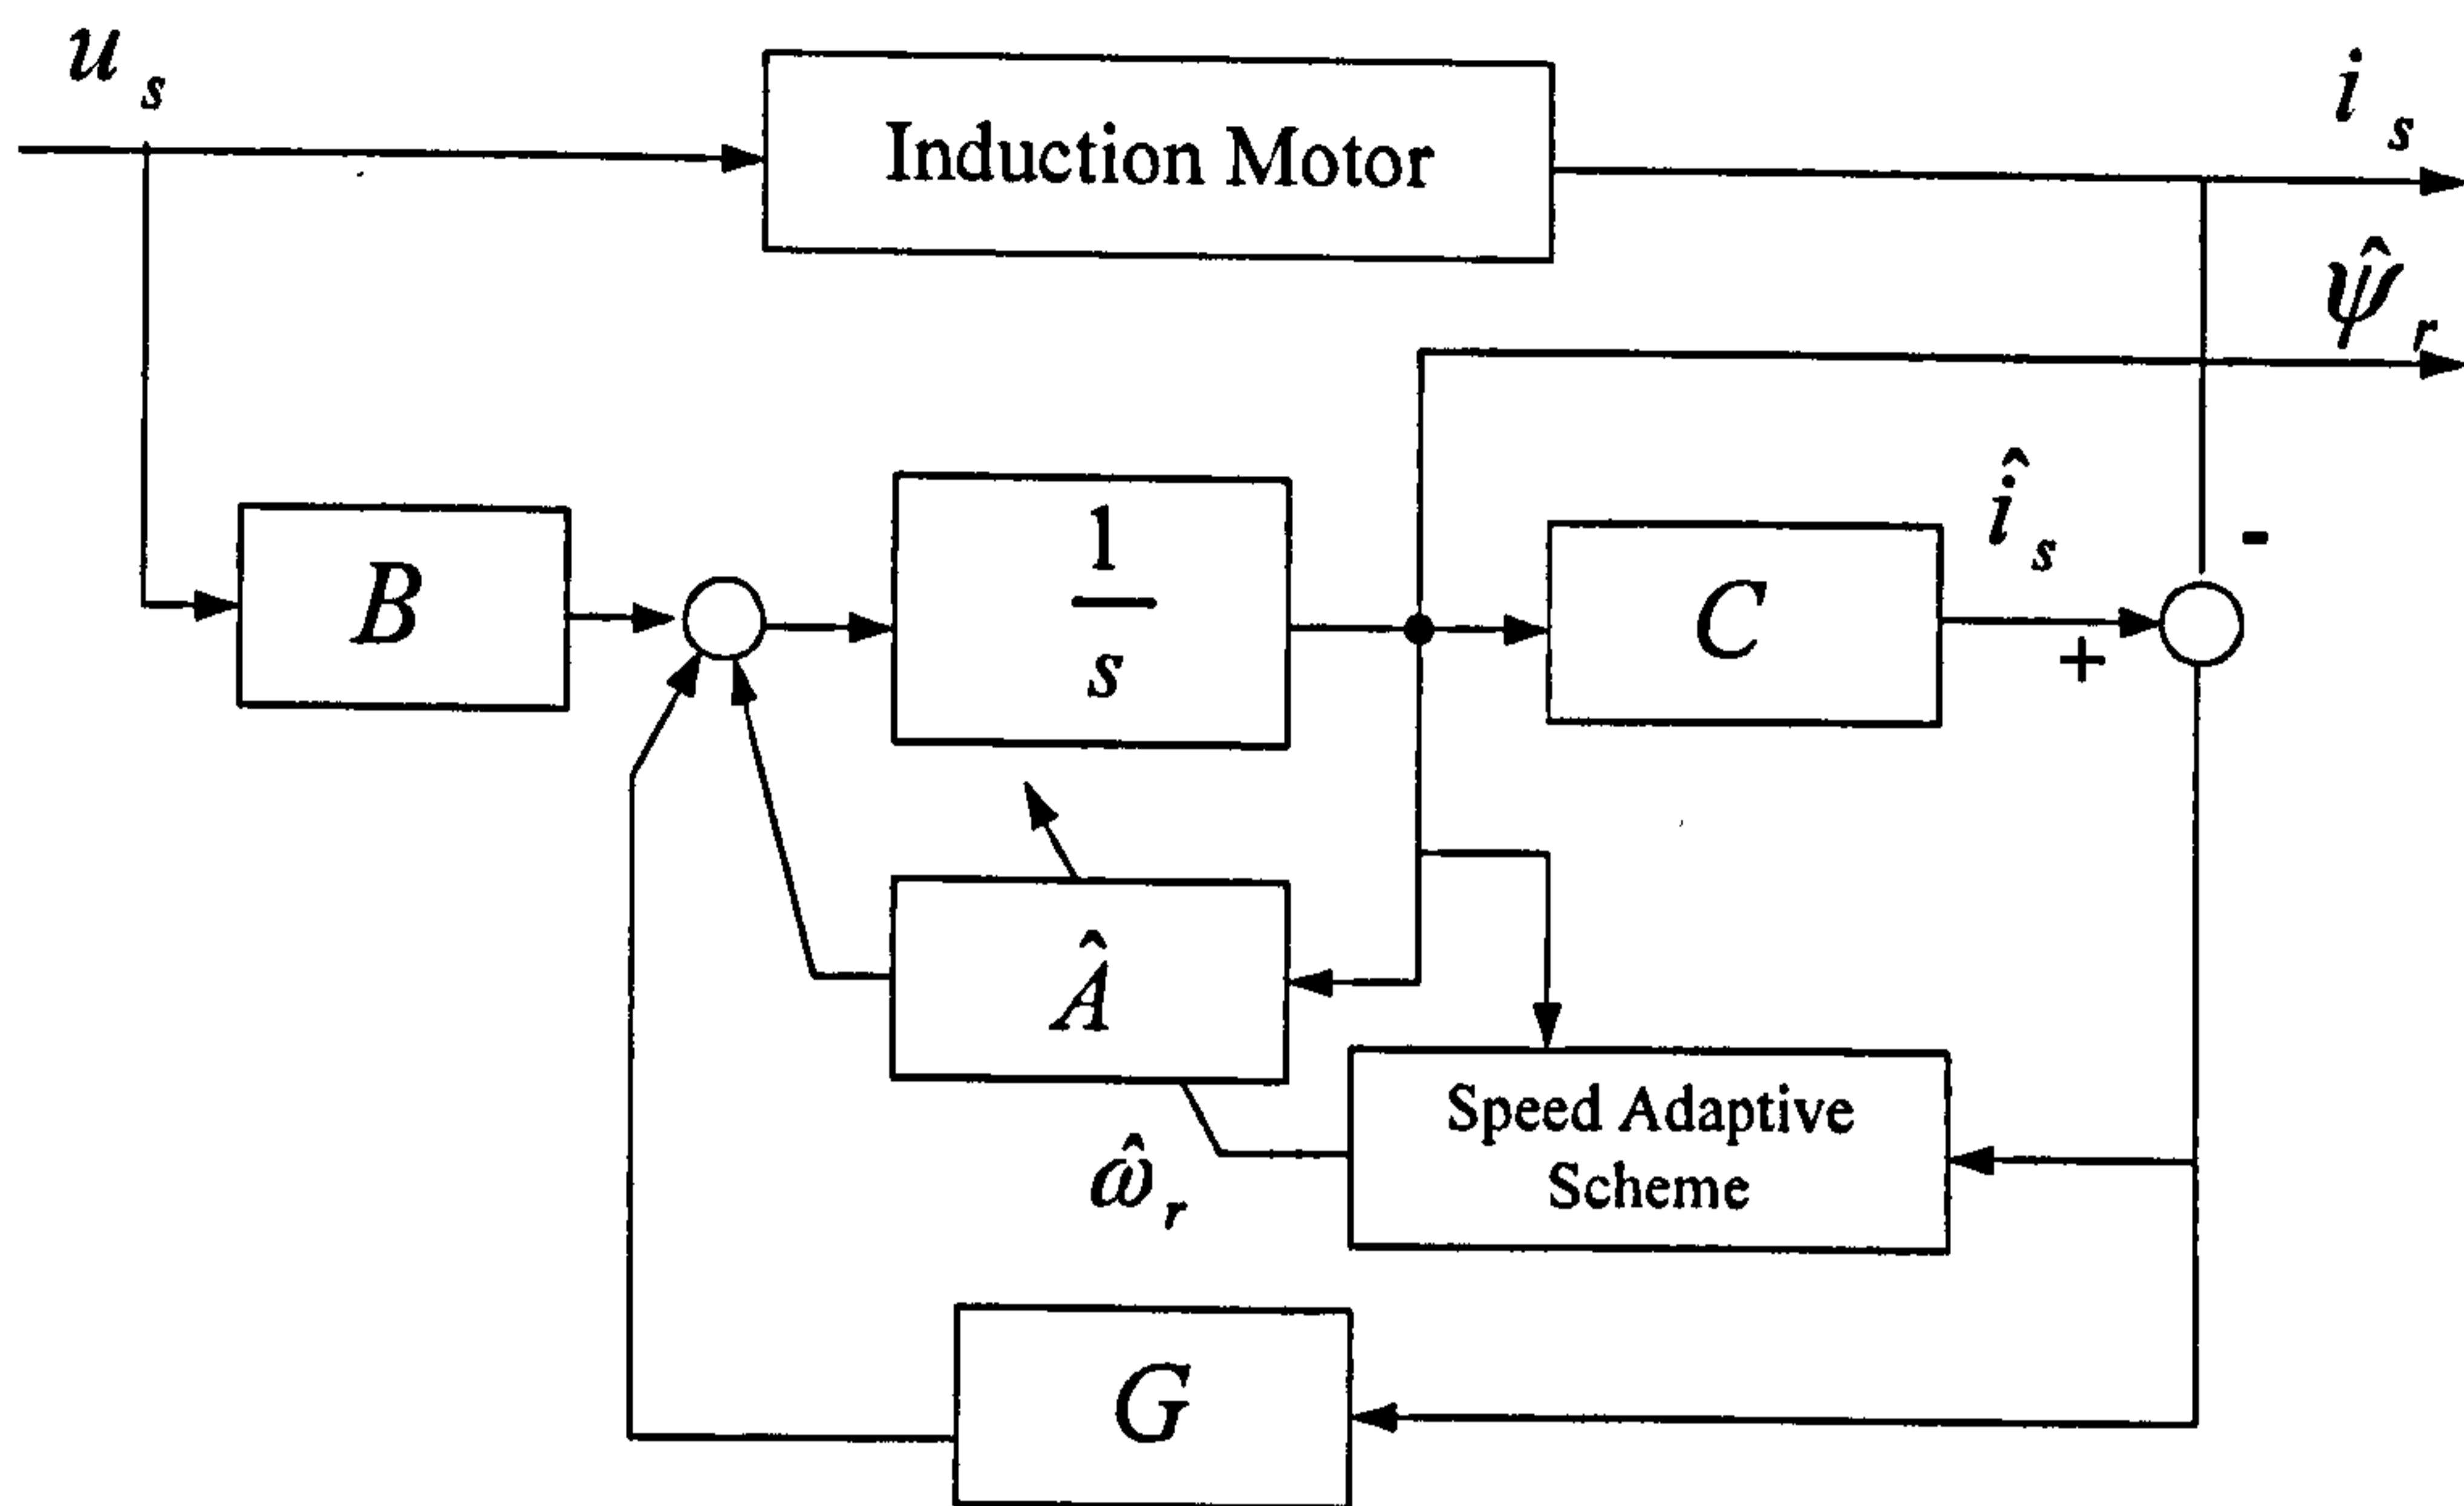 u s
Induction Motor
i s
ψ̂ r
B
1
s
C
î s
-
+
Â
Speed Adaptive
Scheme
ω̂ r
G